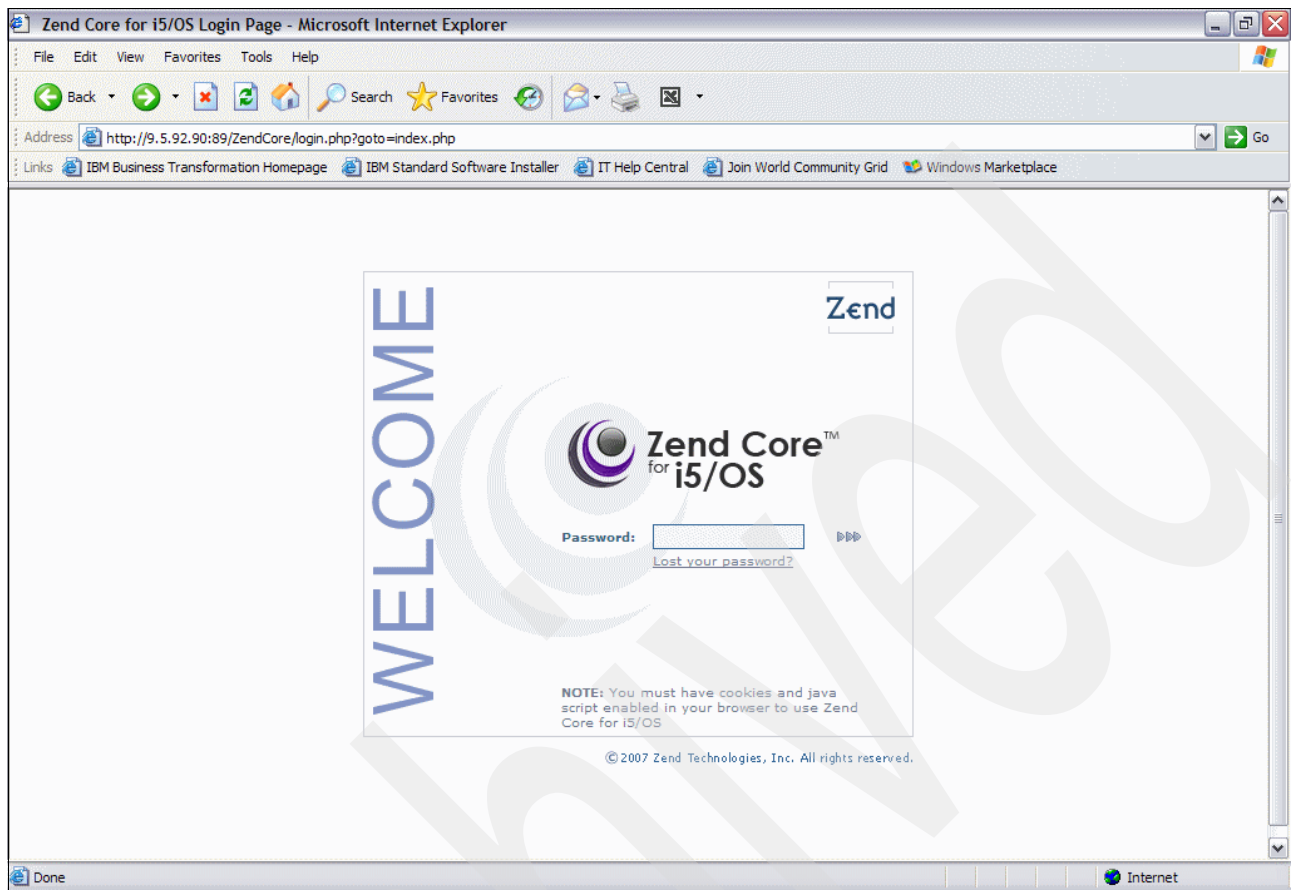 Zend Core for i5/OS Login Page - Microsoft Internet Explorer
File Edit View Favorites Tools Help
Back Search Favorites
Address http://9.5.92.90:89/ZendCore/login.php?goto=index.php Go
Links IBM Business Transformation Homepage IBM Standard Software Installer IT Help Central Join World Community Grid Windows Marketplace
WELCOME
Zend
Zend Core™
for i5/OS
Password:
Lost your password?
NOTE: You must have cookies and java
script enabled in your browser to use Zend
Core for i5/OS
© 2007 Zend Technologies, Inc. All rights reserved.
Done Internet